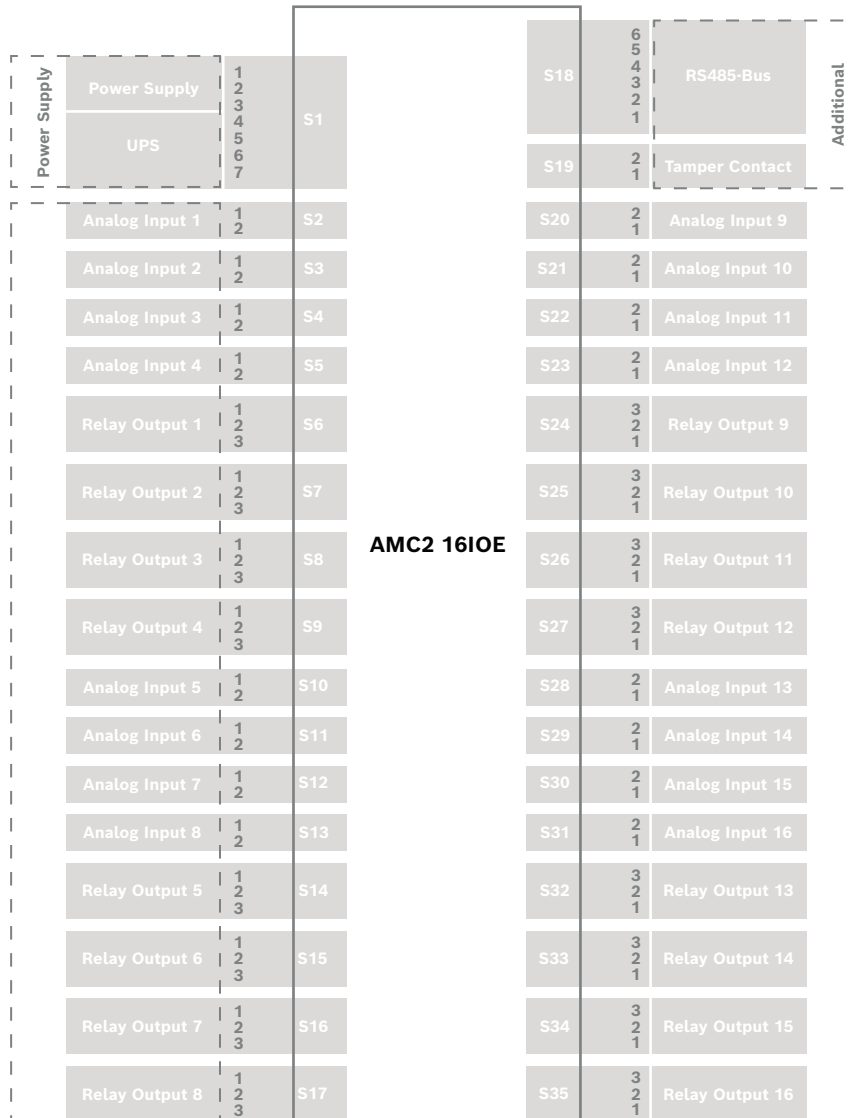 Power Supply
Power Supply
UPS
1
2
3
4
5
6
7
S1
Analog Input 1
1
2
S2
Analog Input 2
1
2
S3
Analog Input 3
1
2
S4
Analog Input 4
1
2
S5
Relay Output 1
1
2
3
S6
Relay Output 2
1
2
3
S7
Relay Output 3
1
2
3
S8
Relay Output 4
1
2
3
S9
Analog Input 5
1
2
S10
Analog Input 6
1
2
S11
Analog Input 7
1
2
S12
Analog Input 8
1
2
S13
Relay Output 5
1
2
3
S14
Relay Output 6
1
2
3
S15
Relay Output 7
1
2
3
S16
Relay Output 8
1
2
3
S17
AMC2 16IOE
S18
6
5
4
3
2
1
RS485-Bus
Additional
S19
2
1
Tamper Contact
S20
2
1
Analog Input 9
S21
2
1
Analog Input 10
S22
2
1
Analog Input 11
S23
2
1
Analog Input 12
S24
3
2
1
Relay Output 9
S25
3
2
1
Relay Output 10
S26
3
2
1
Relay Output 11
S27
3
2
1
Relay Output 12
S28
2
1
Analog Input 13
S29
2
1
Analog Input 14
S30
2
1
Analog Input 15
S31
2
1
Analog Input 16
S32
3
2
1
Relay Output 13
S33
3
2
1
Relay Output 14
S34
3
2
1
Relay Output 15
S35
3
2
1
Relay Output 16